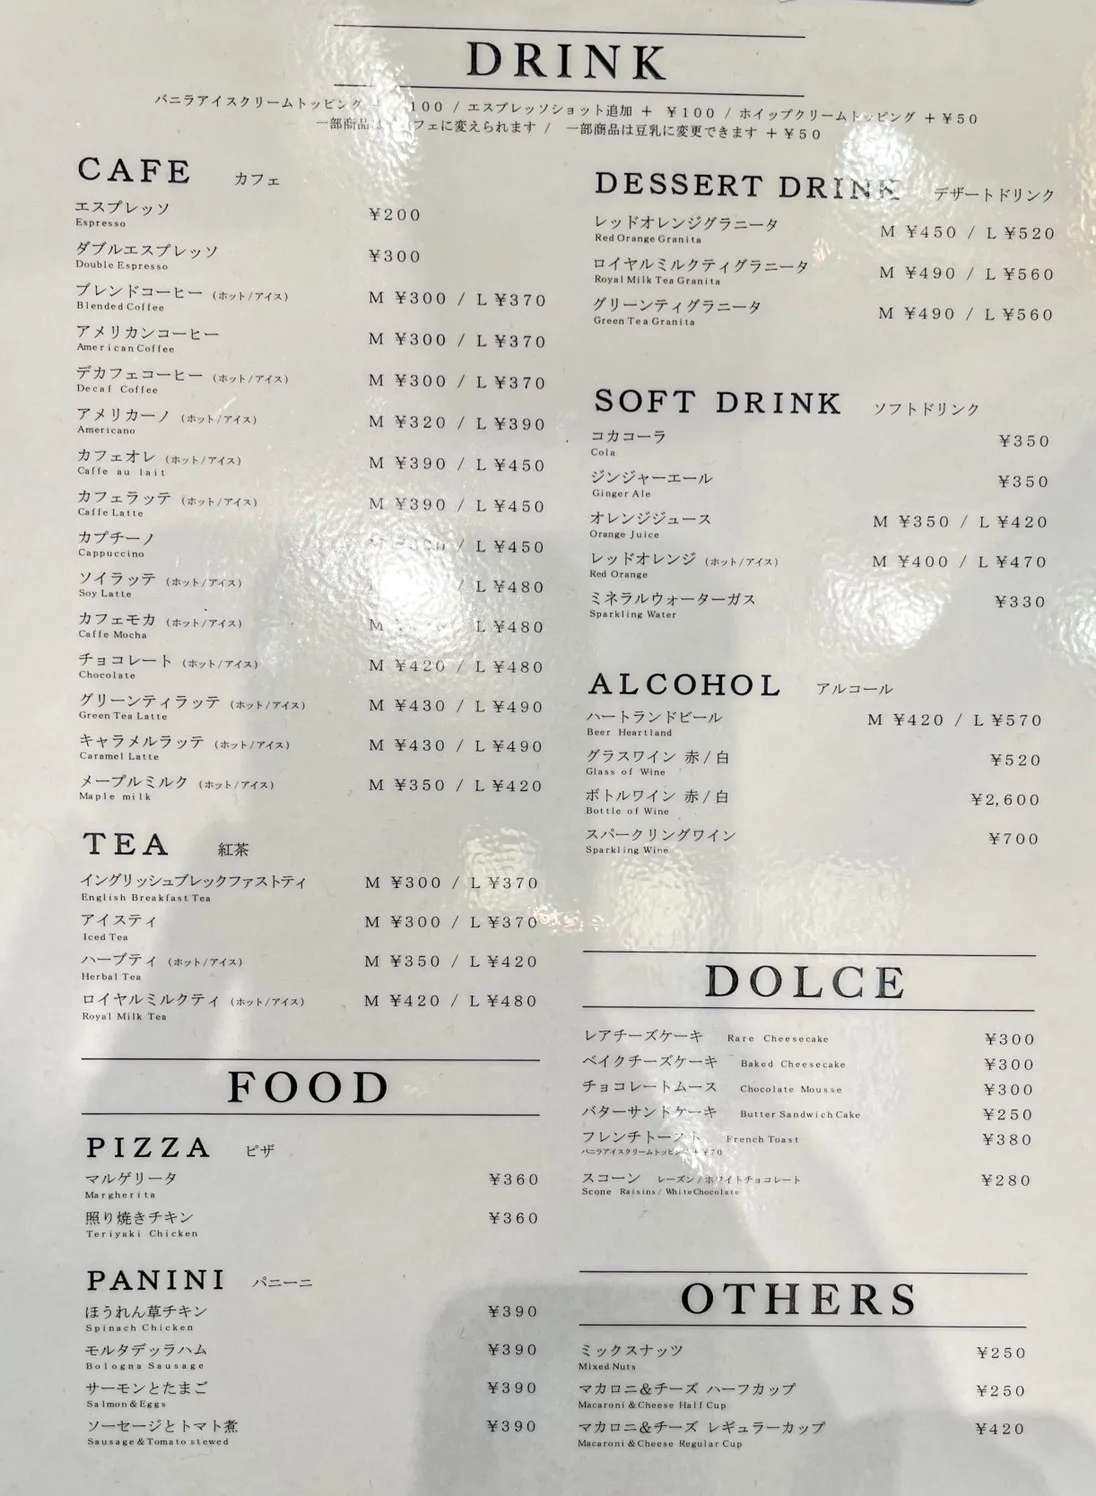 DRINK
バニラアイスクリームトッピング + 100 / エスプレッソショット追加 + ¥100 / ホイップクリームトッピング +¥50
一部商品は フェに変えられます / 一部商品は豆乳に変更できます +¥50
CAFE カフェ
エスプレッソ ¥200
Espresso
ダブルエスプレッソ ¥300
Double Espresso
ブレンドコーヒー (ホット/アイス) M ¥300 / L ¥370
Blended Coffee
アメリカンコーヒー M ¥300 / L ¥370
American Coffee
デカフェコーヒー (ホット/アイス) M ¥300 / L ¥370
Decaf Coffee
アメリカーノ (ホット/アイス) M ¥320 / L ¥390
Americano
カフェオレ (ホット/アイス) M ¥390 / L ¥450
Caffe au lait
カフェラッテ (ホット/アイス) M ¥390 / L ¥450
Caffe Latte
カプチーノ / L ¥450
Cappuccino
ソイラッテ (ホット/アイス) / L ¥480
Soy Latte
カフェモカ (ホット/アイス) M L ¥480
Caffe Mocha
チョコレート (ホット/アイス) M ¥420 / L ¥480
Chocolate
グリーンティラッテ (ホット/アイス) M ¥430 / L ¥490
Green Tea Latte
キャラメルラッテ (ホット/アイス) M ¥430 / L ¥490
Caramel Latte
メープルミルク (ホット/アイス) M ¥350 / L ¥420
Maple milk
TEA 紅茶
イングリッシュブレックファストティ M ¥300 / L ¥370
English Breakfast Tea
アイスティ M ¥300 / L ¥370
Iced Tea
ハーブティ (ホット/アイス) M ¥350 / L ¥420
Herbal Tea
ロイヤルミルクティ (ホット/アイス) M ¥420 / L ¥480
Royal Milk Tea
FOOD
PIZZA ピザ
マルゲリータ ¥360
Margherita
照り焼きチキン ¥360
Teriyaki Chicken
PANINI パニーニ
ほうれん草チキン ¥390
Spinach Chicken
モルタデッラハム ¥390
Bologna Sausage
サーモンとたまご ¥390
Salmon&Eggs
ソーセージとトマト煮 ¥390
Sausage&Tomato stewed
DESSERT DRINK デザートドリンク
レッドオレンジグラニータ M ¥450 / L ¥520
Red Orange Granita
ロイヤルミルクティグラニータ M ¥490 / L ¥560
Royal Milk Tea Granita
グリーンティグラニータ M ¥490 / L ¥560
Green Tea Granita
SOFT DRINK ソフトドリンク
コカコーラ ¥350
Cola
ジンジャーエール ¥350
Ginger Ale
オレンジジュース M ¥350 / L ¥420
Orange Juice
レッドオレンジ (ホット/アイス) M ¥400 / L ¥470
Red Orange
ミネラルウォーターガス ¥330
Sparkling Water
ALCOHOL アルコール
ハートランドビール M ¥420 / L ¥570
Beer Heartland
グラスワイン 赤/白 ¥520
Glass of Wine
ボトルワイン 赤/白 ¥2,600
Bottle of Wine
スパークリングワイン ¥700
Sparkling Wine
DOLCE
レアチーズケーキ Rare Cheesecake ¥300
ベイクチーズケーキ Baked Cheesecake ¥300
チョコレートムース Chocolate Mousse ¥300
バターサンドケーキ Butter Sandwich Cake ¥250
フレンチトースト French Toast ¥380
バニラアイスクリームトッピング +¥70
スコーン レーズン/ホワイトチョコレート ¥280
Scone Raisins/WhiteChocolate
OTHERS
ミックスナッツ ¥250
Mixed Nuts
マカロニ&チーズ ハーフカップ ¥250
Macaroni &Cheese Half Cup
マカロニ&チーズ レギュラーカップ ¥420
Macaroni &Cheese Regular Cup